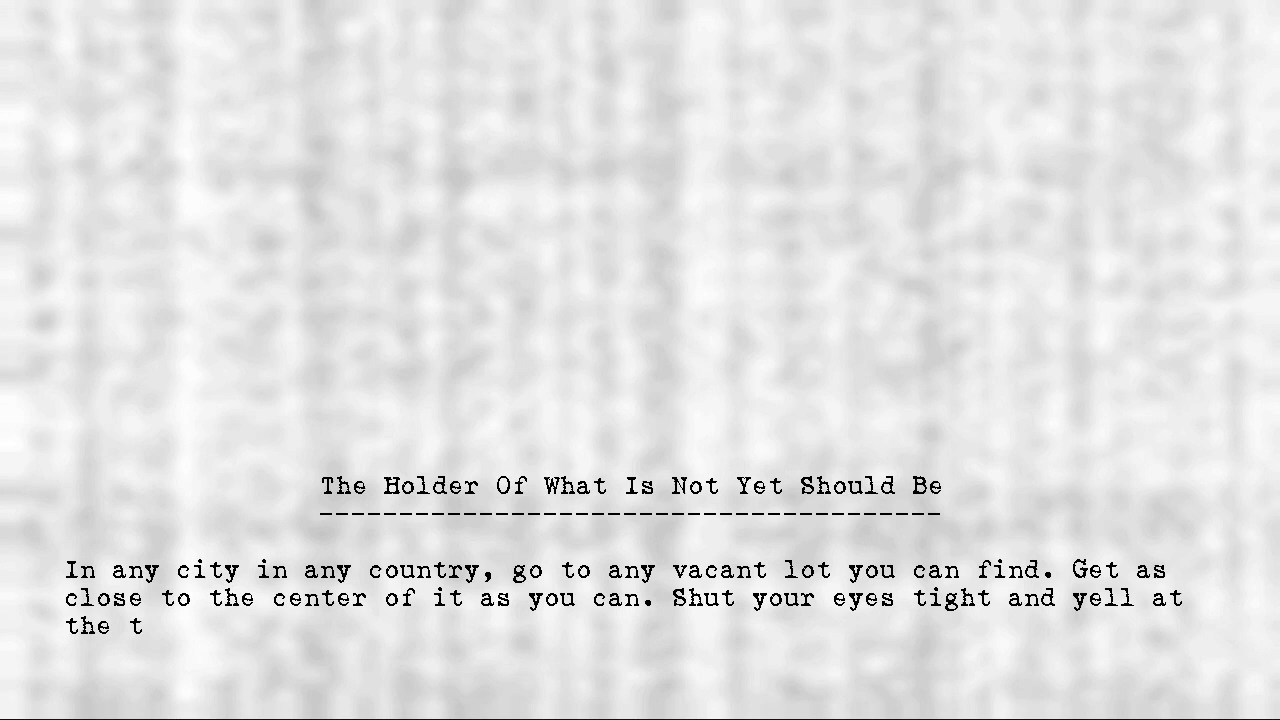 The Holder Of What Is Not Yet Should Be
---------------------------------------
In any city in any country, go to any vacant lot you can find. Get as
close to the center of it as you can. Shut your eyes tight and yell at
the t